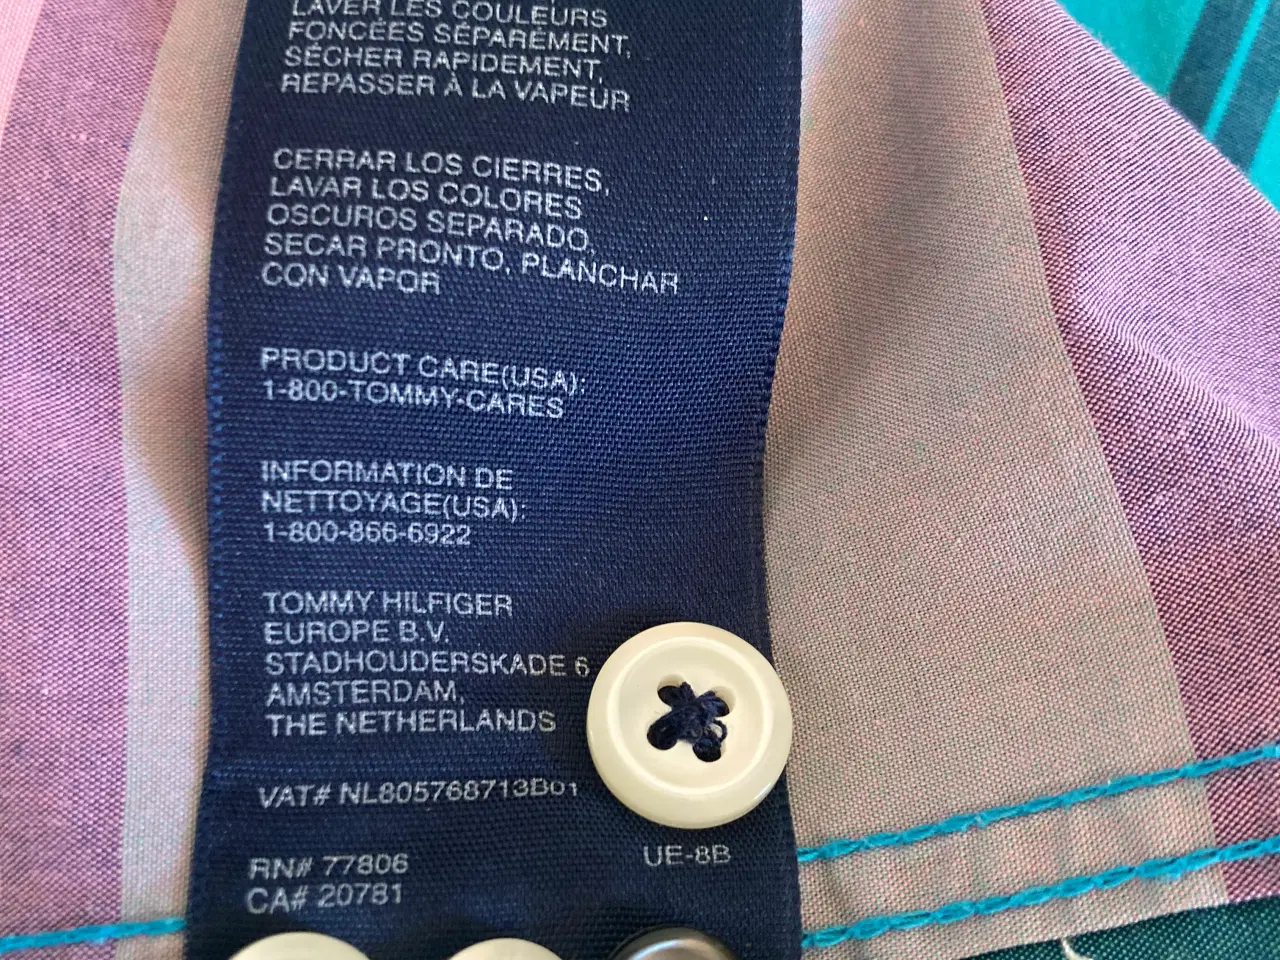 LAVER LES COULEURS
FONCÉES SÉPARÉMENT,
SÉCHER RAPIDEMENT,
REPASSER À LA VAPEUR
CERRAR LOS CIERRES,
LAVAR LOS COLORES
OSCUROS SEPARADO,
SECAR PRONTO, PLANCHAR
CON VAPOR
PRODUCT CARE(USA):
1-800-TOMMY-CARES
INFORMATION DE
NETTOYAGE(USA):
1-800-866-6922
TOMMY HILFIGER
EUROPE B.V.
STADHOUDERSKADE 6
AMSTERDAM,
THE NETHERLANDS
VAT# NL805768713B01
UE-8B
RN# 77806
CA# 20781